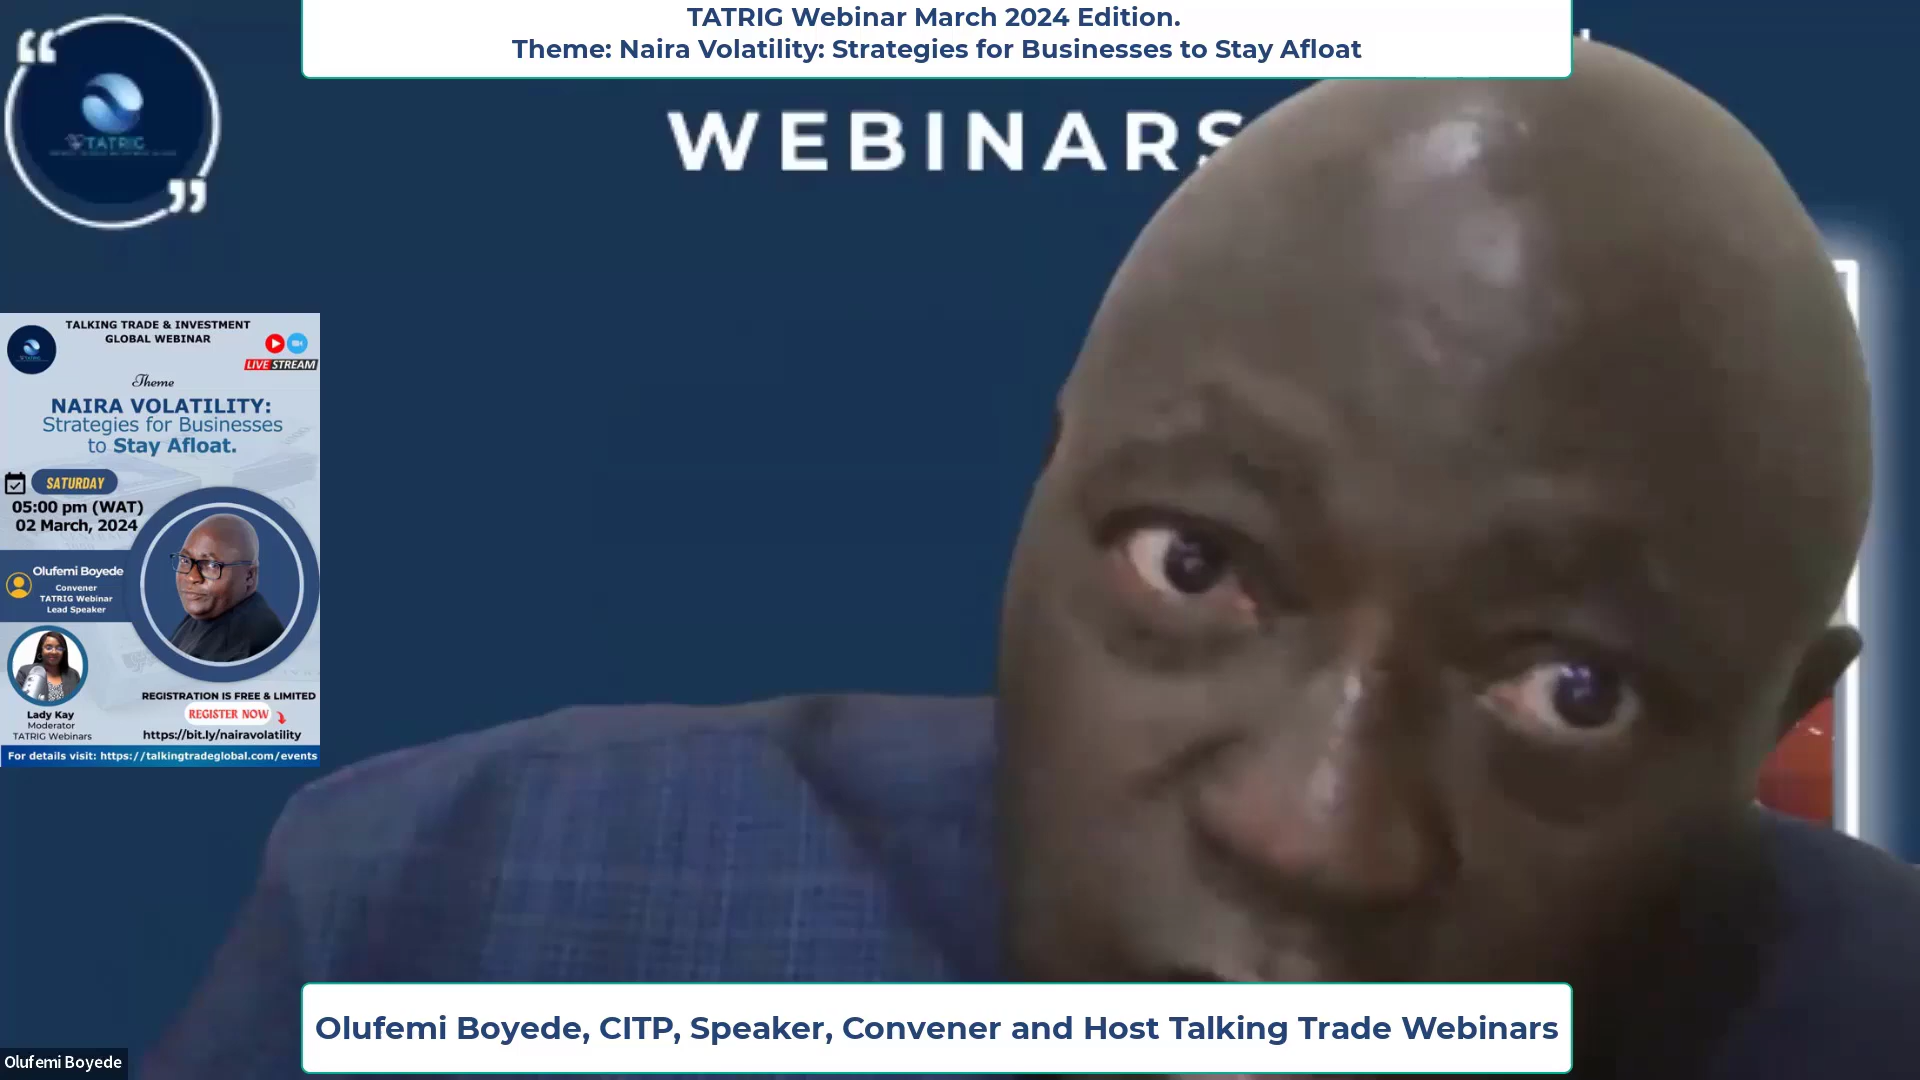 TATRIG Webinar March 2024 Edition.
Theme: Naira Volatility: Strategies for Businesses to Stay Afloat
“
TATRIG
”
WEBINARS
TALKING TRADE & INVESTMENT
GLOBAL WEBINAR
LIVE STREAM
Theme
NAIRA VOLATILITY:
Strategies for Businesses
to Stay Afloat.
SATURDAY
05:00 pm (WAT)
02 March, 2024
Olufemi Boyede
Convener
TATRIG Webinar
Lead Speaker
Lady Kay
Moderator
TATRIG Webinars
REGISTRATION IS FREE & LIMITED
REGISTER NOW
https://bit.ly/nairavolatility
For details visit: https://talkingtradeglobal.com/events
Olufemi Boyede, CITP, Speaker, Convener and Host Talking Trade Webinars
Olufemi Boyede